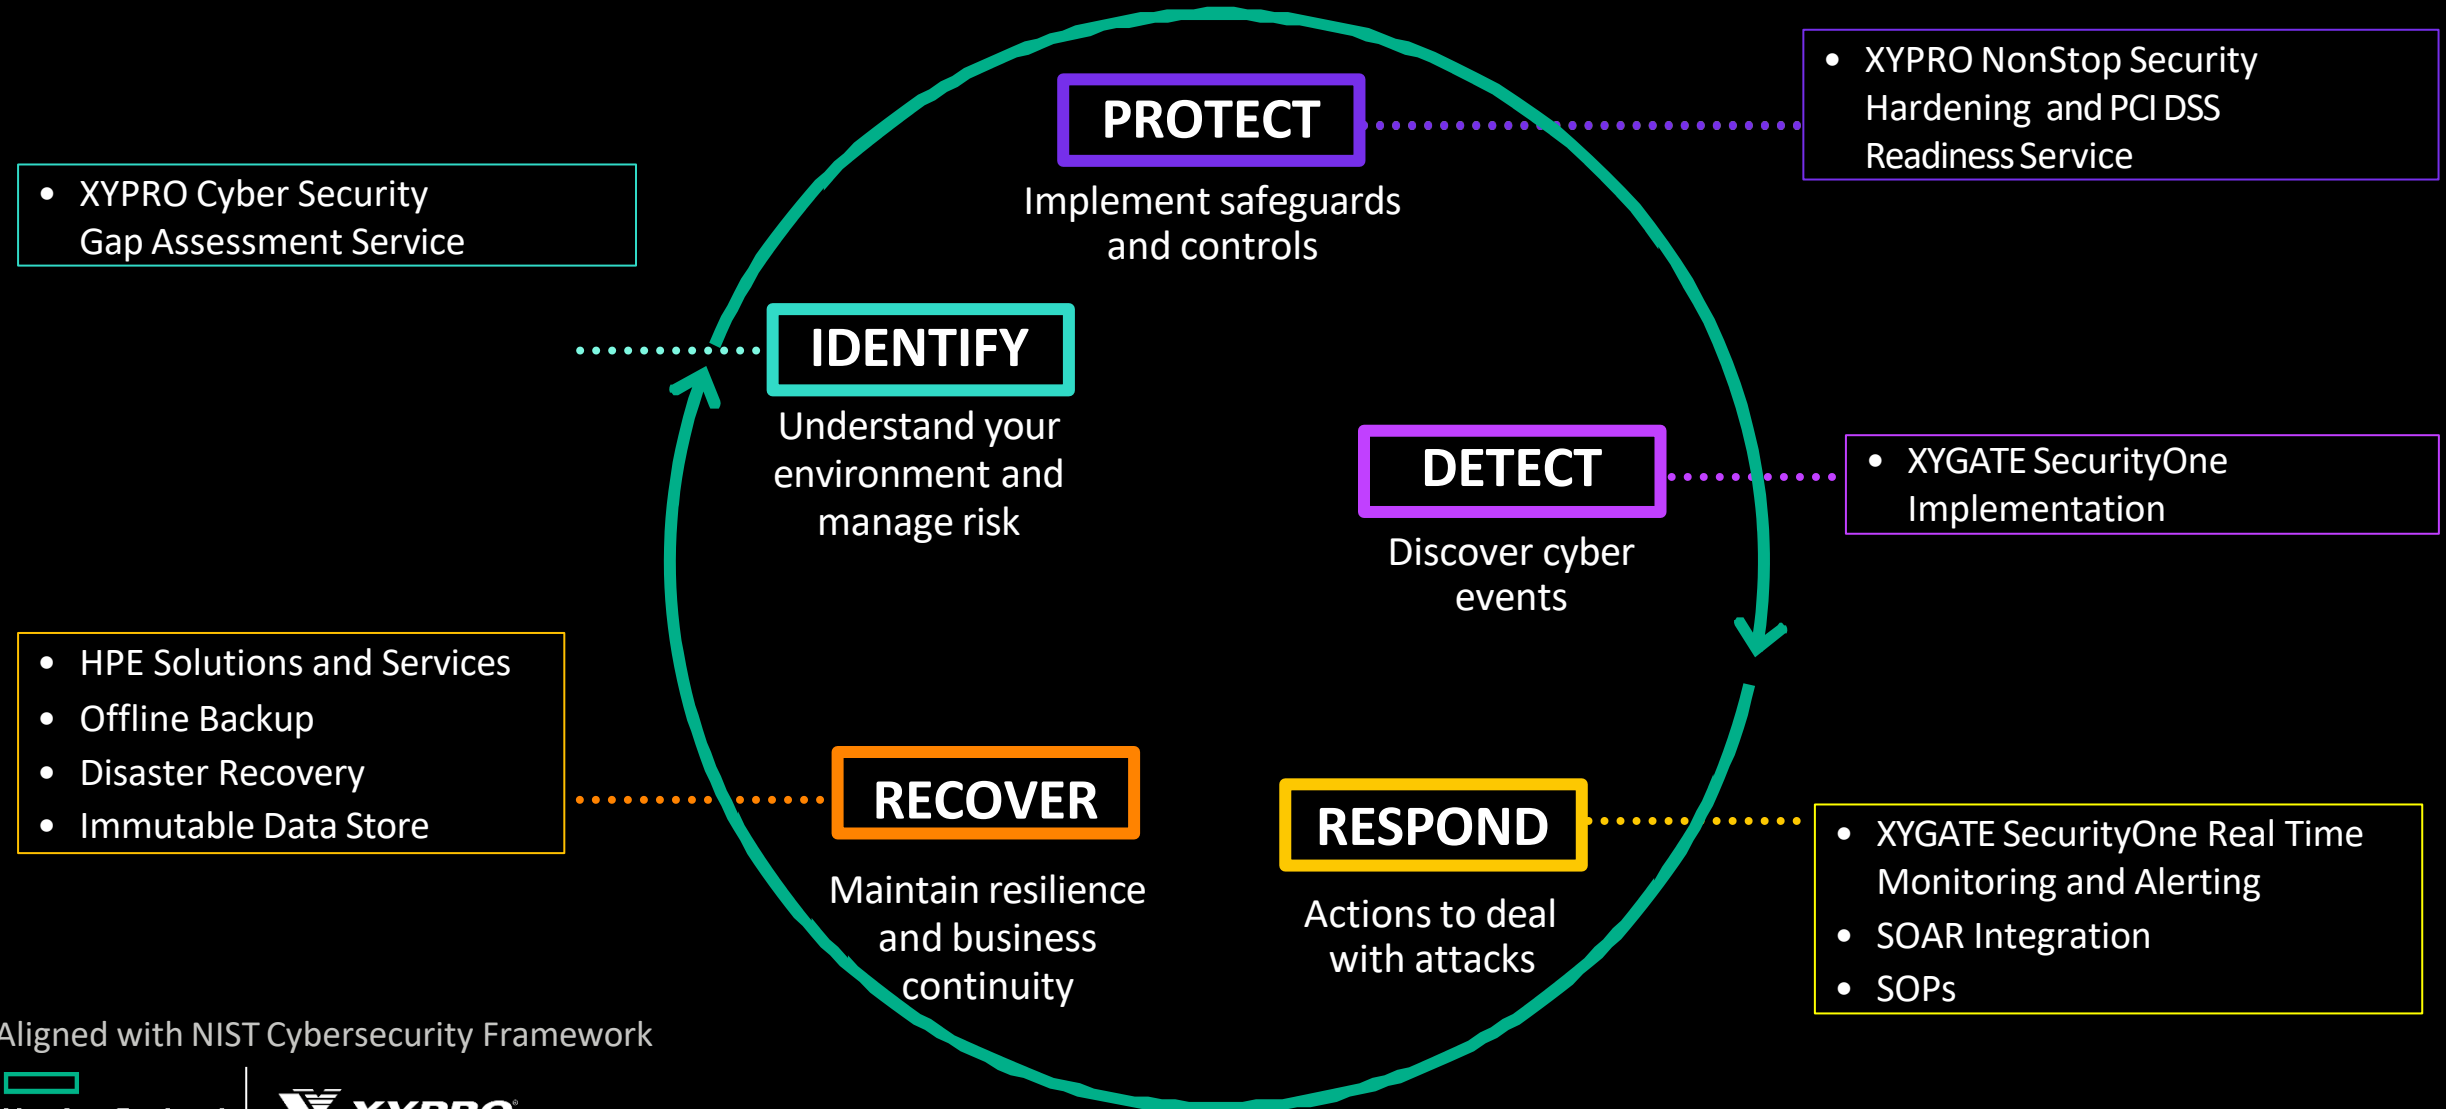 PROTECT
Implement safeguards
and controls
• XYPRO NonStop Security
Hardening and PCI DSS
Readiness Service
• XYPRO Cyber Security
Gap Assessment Service
IDENTIFY
Understand your
environment and
manage risk
DETECT
Discover cyber
events
• XYGATE SecurityOne
Implementation
• HPE Solutions and Services
• Offline Backup
• Disaster Recovery
• Immutable Data Store
RECOVER
Maintain resilience
and business
continuity
RESPOND
Actions to deal
with attacks
• XYGATE SecurityOne Real Time
Monitoring and Alerting
• SOAR Integration
• SOPs
Aligned with NIST Cybersecurity Framework
XYPRO®